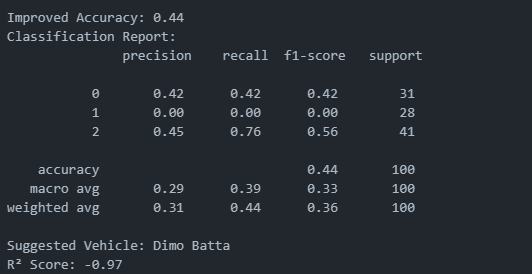 Improved Accuracy: 0.44
Classification Report:
precision recall f1-score support
0 0.42 0.42 0.42 31
1 0.00 0.00 0.00 28
2 0.45 0.76 0.56 41
accuracy 0.44 100
macro avg 0.29 0.39 0.33 100
weighted avg 0.31 0.44 0.36 100
Suggested Vehicle: Dimo Batta
R² Score: -0.97